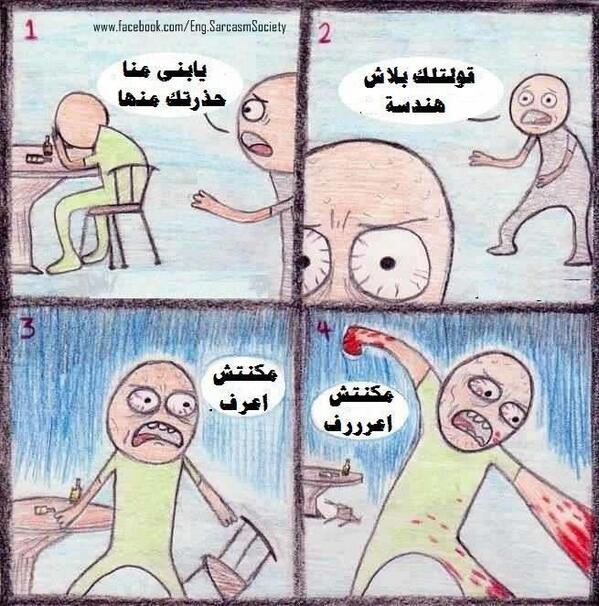 www.facebook.com/Eng.SarcasmSociety
1
يابنى منا
حذرتك منها
2
قولتلك بلاش
هندسة
3
مكنتش
اعرف
4
مكنتش
اعرررف